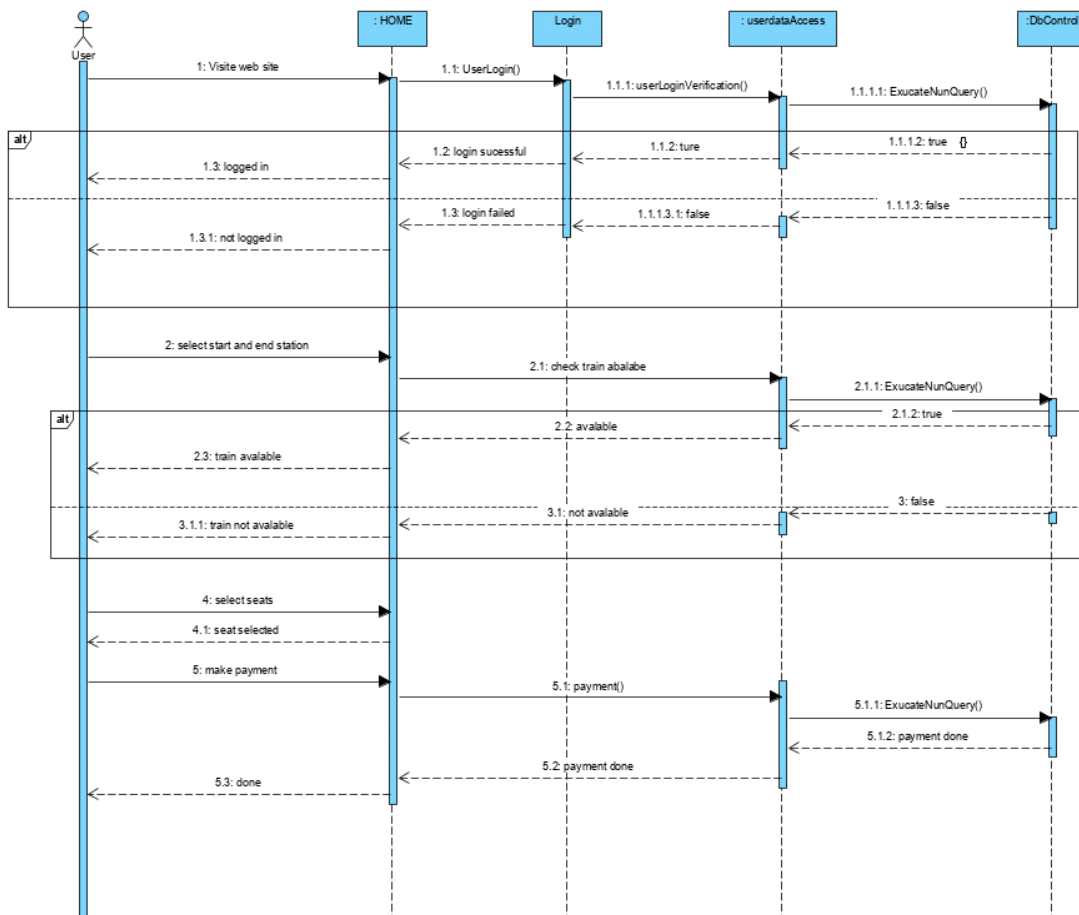 : HOME
Login
: userdataAccess
:DbControl
User
1: Visite web site
1.1: UserLogin()
1.1.1: userLoginVerification()
1.1.1.1: ExucateNunQuery()
alt
1.1.1.2: true {}
1.1.2: ture
1.2: login sucessful
1.3: logged in
1.1.1.3: false
1.1.1.3.1: false
1.3: login failed
1.3.1: not logged in
2: select start and end station
2.1: check train abalabe
2.1.1: ExucateNunQuery()
alt
2.1.2: true
2.2: avalable
2.3: train avalable
3: false
3.1: not avalable
3.1.1: train not avalable
4: select seats
4.1: seat selected
5: make payment
5.1: payment()
5.1.1: ExucateNunQuery()
5.1.2: payment done
5.2: payment done
5.3: done